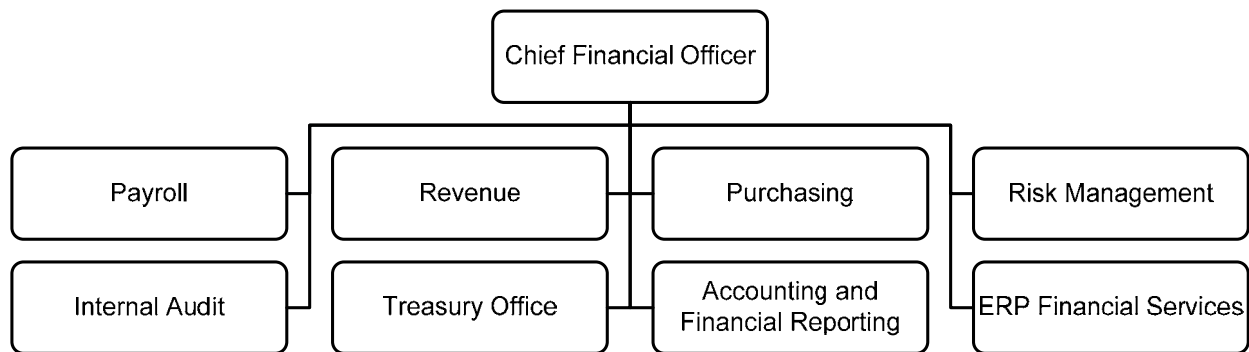 Chief Financial Officer
Payroll
Revenue
Purchasing
Risk Management
Internal Audit
Treasury Office
Accounting and
Financial Reporting
ERP Financial Services